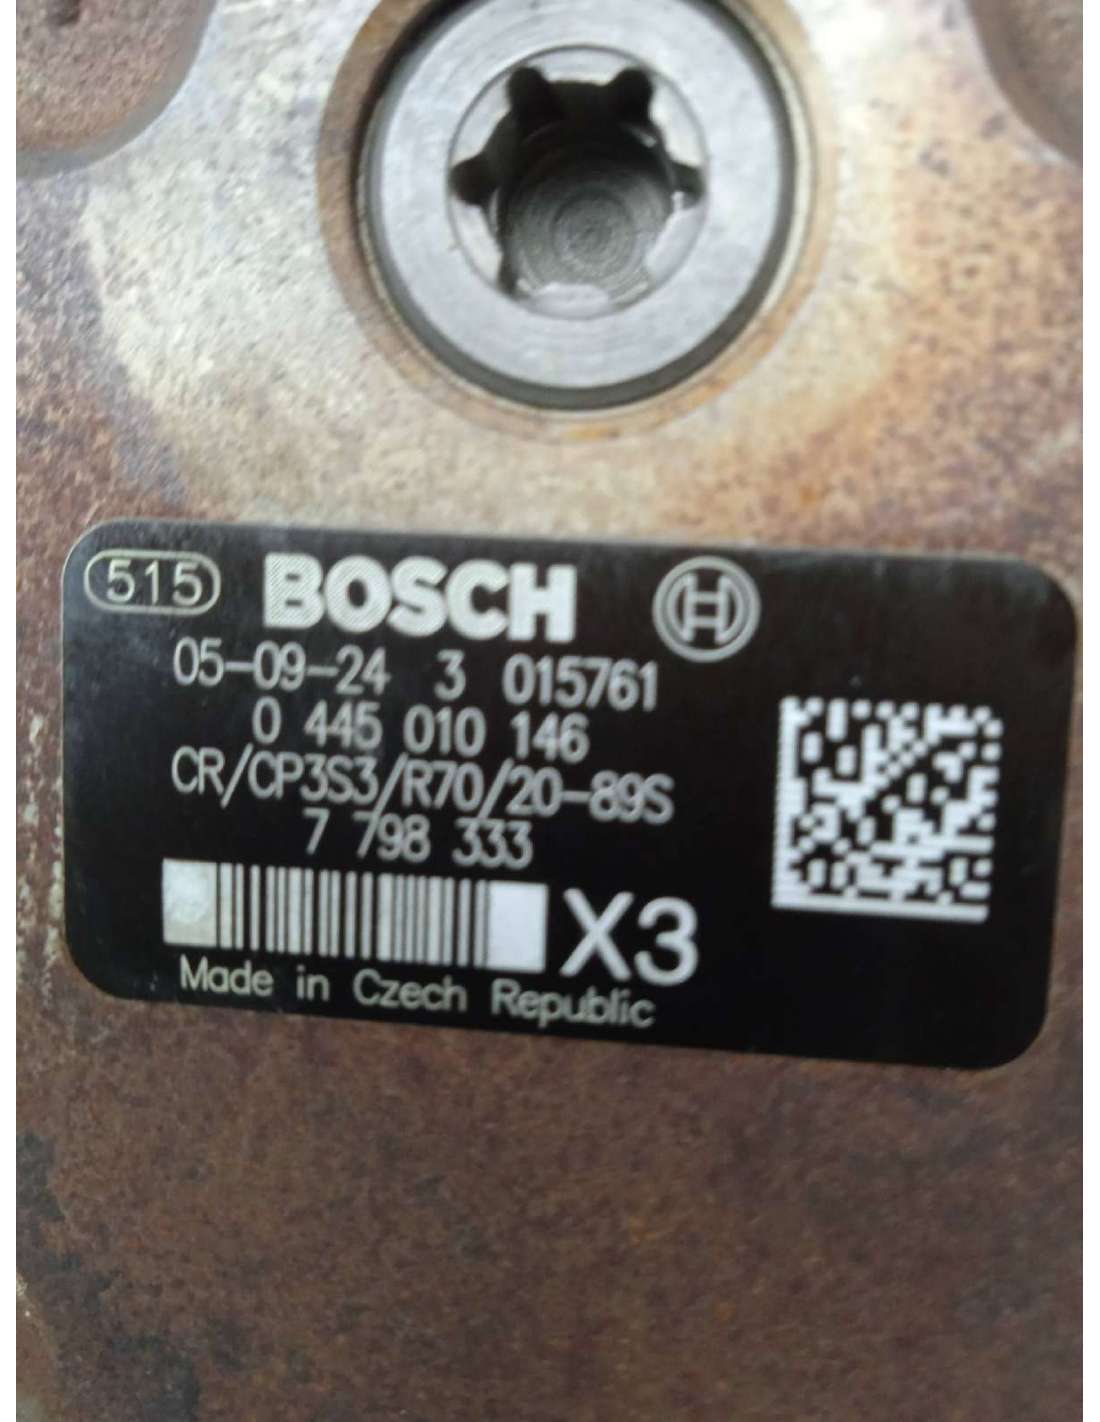 515 BOSCH
05-09-24 3 015761
0 445 010 146
CR/CP3S3/R70/20-89S
7 798 333
X3
Made in Czech Republic